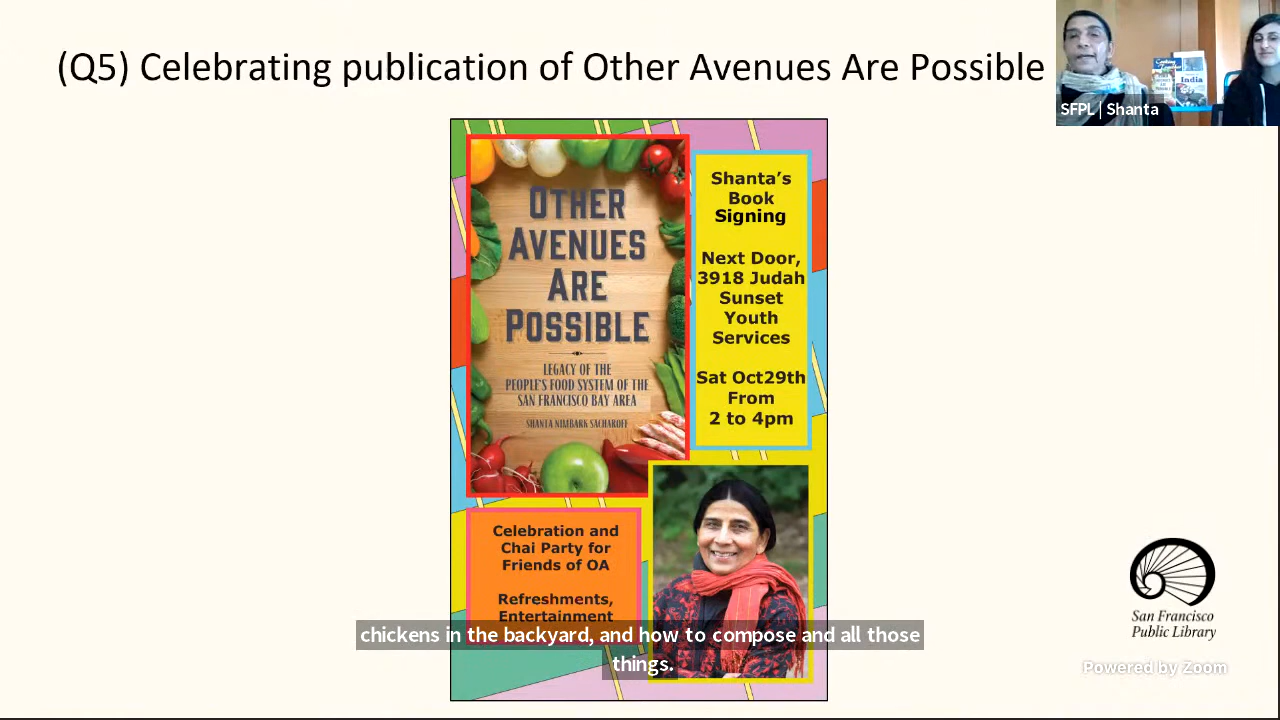 (Q5) Celebrating publication of Other Avenues Are Possible
SFPL | Shanta
India
OTHER
AVENUES
ARE
POSSIBLE
LEGACY OF THE
PEOPLE'S FOOD SYSTEM OF THE
SAN FRANCISCO BAY AREA
SHANTA NIMBARK SACHAROFF
Shanta's
Book
Signing
Next Door,
3918 Judah
Sunset
Youth
Services
Sat Oct29th
From
2 to 4pm
Celebration and
Chai Party for
Friends of OA
Refreshments,
Entertainment
chickens in the backyard, and how to compose and all those
things.
San Francisco
Public Library
Powered by Zoom